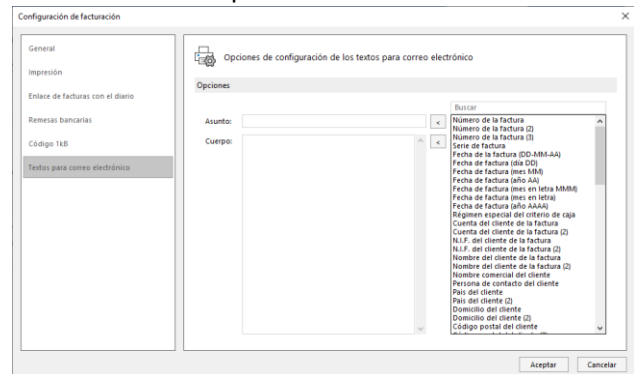 Configuración de facturación
General
Impresión
Enlace de facturas con el diario
Remesas bancarias
Código 1kB
Textos para correo electrónico
Opciones de configuración de los textos para correo electrónico
Opciones
Asunto:
<
Cuerpo:
<
Buscar
Número de la factura
Número de factura (2)
Número de factura (3)
Serie de factura
Fecha de la factura (DD-MM-AA)
Fecha de factura (día DD)
Fecha de factura (mes MM)
Fecha de factura (año AA)
Fecha de factura (mes en letra MMM)
Fecha de factura (mes en letra)
Fecha de factura (año AAAA)
Régimen especial del criterio de caja
Cuenta del cliente de la factura
Cuenta del cliente de la factura (2)
N.I.F. del cliente de la factura
N.I.F. del cliente de la factura (2)
Nombre del cliente de la factura
Nombre del cliente de la factura (2)
Nombre comercial del cliente
Persona de contacto del cliente
País del cliente
País del cliente (2)
Domicilio del cliente
Domicilio del cliente (2)
Código postal del cliente
Aceptar
Cancelar